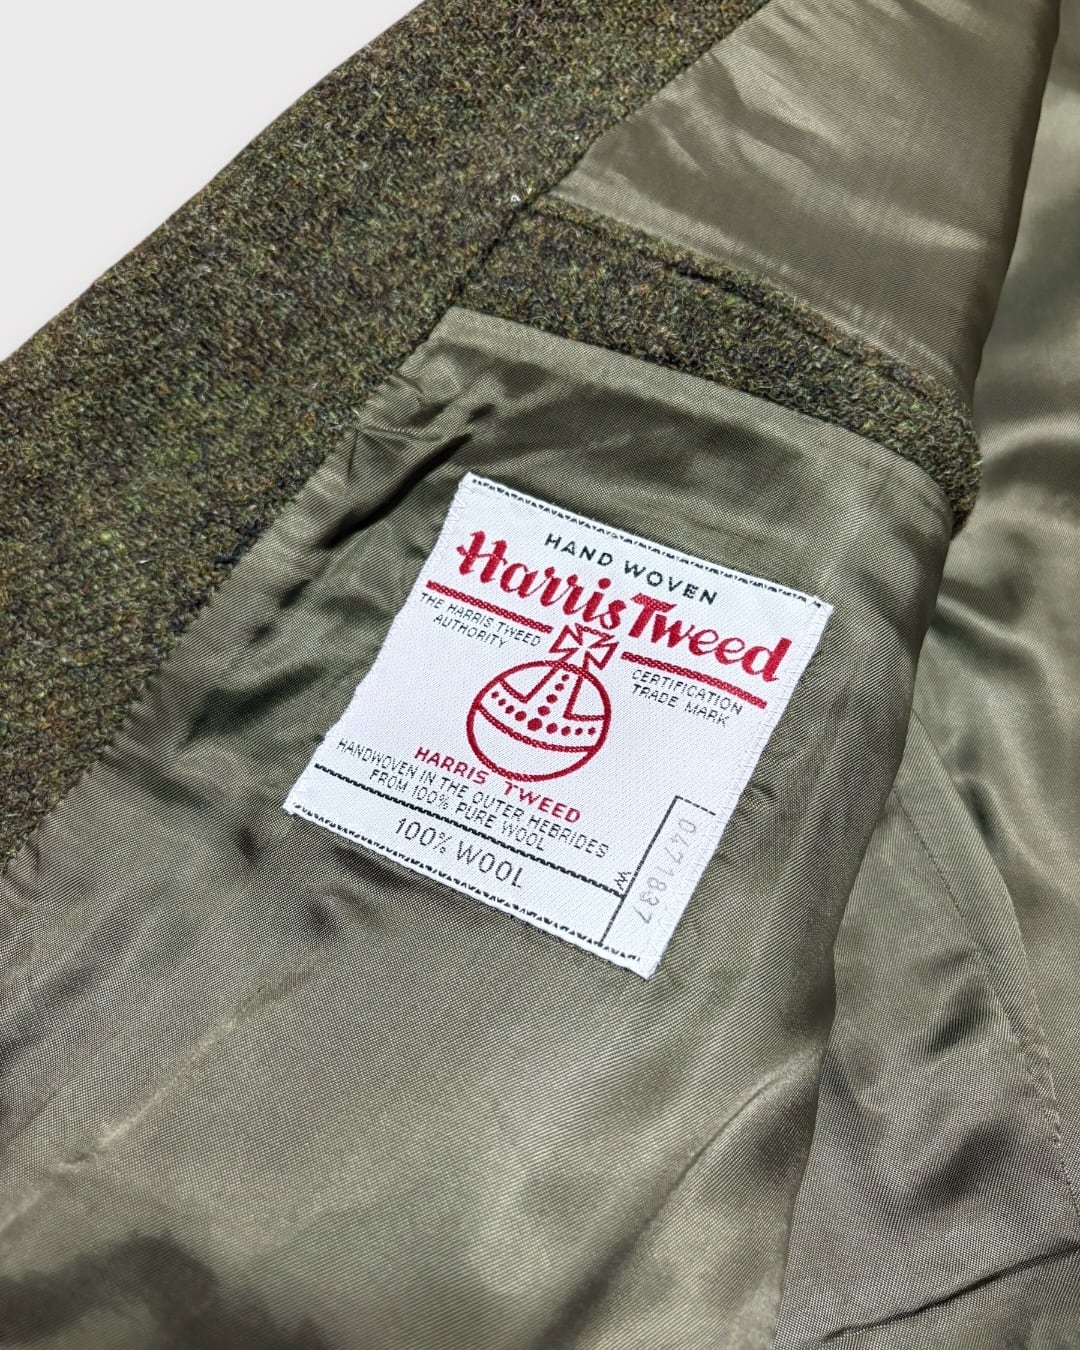 HAND WOVEN
Harris Tweed
THE HARRIS TWEED
AUTHORITY
CERTIFICATION
TRADE MARK
HARRIS TWEED
HANDWOVEN IN THE OUTER HEBRIDES
FROM 100% PURE WOOL
100% WOOL
W
0471837